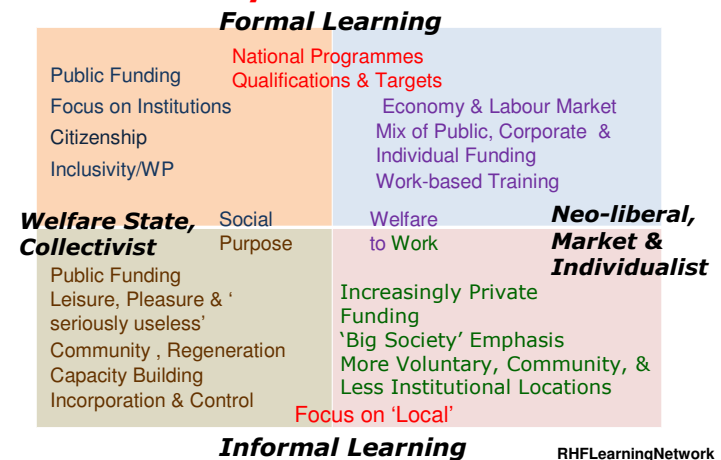 Formal Learning
National Programmes
Qualifications & Targets
Public Funding
Focus on Institutions
Citizenship
Inclusivity/WP
Economy & Labour Market
Mix of Public, Corporate &
Individual Funding
Work-based Training
Welfare State,
Collectivist
Social
Purpose
Welfare
to Work
Neo-liberal,
Market &
Individualist
Public Funding
Leisure, Pleasure & ‘
seriously useless’
Community , Regeneration
Capacity Building
Incorporation & Control
Increasingly Private
Funding
‘Big Society’ Emphasis
More Voluntary, Community, &
Less Institutional Locations
Focus on ‘Local’
Informal Learning
RHFLearningNetwork